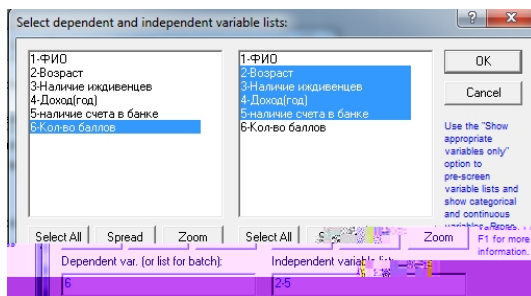 Select dependent and independent variable lists:
1-ФИО
2-Возраст
3-Наличие иждивенцев
4-Доход(год)
5-наличие счета в банке
6-Кол-во баллов
1-ФИО
2-Возраст
3-Наличие иждивенцев
4-Доход(год)
5-наличие счета в банке
6-Кол-во баллов
OK
Cancel
Use the "Show
appropriate
variables only"
option to
pre-screen
variable lists and
show categorical
and continuous
variables. Press
F1 for more
information.
Select All Spread Zoom
Select All Zoom
Dependent var. (or list for batch):
6
Independent variable
2-5